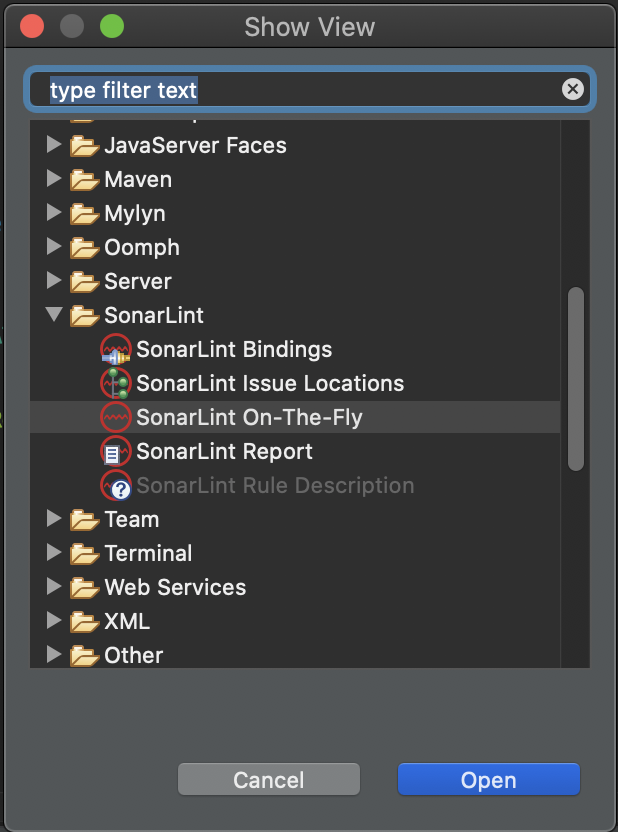 Show View
type filter text
JavaServer Faces
Maven
Mylyn
Oomph
Server
SonarLint
SonarLint Bindings
SonarLint Issue Locations
SonarLint On-The-Fly
SonarLint Report
SonarLint Rule Description
Team
Terminal
Web Services
XML
Other
Cancel
Open